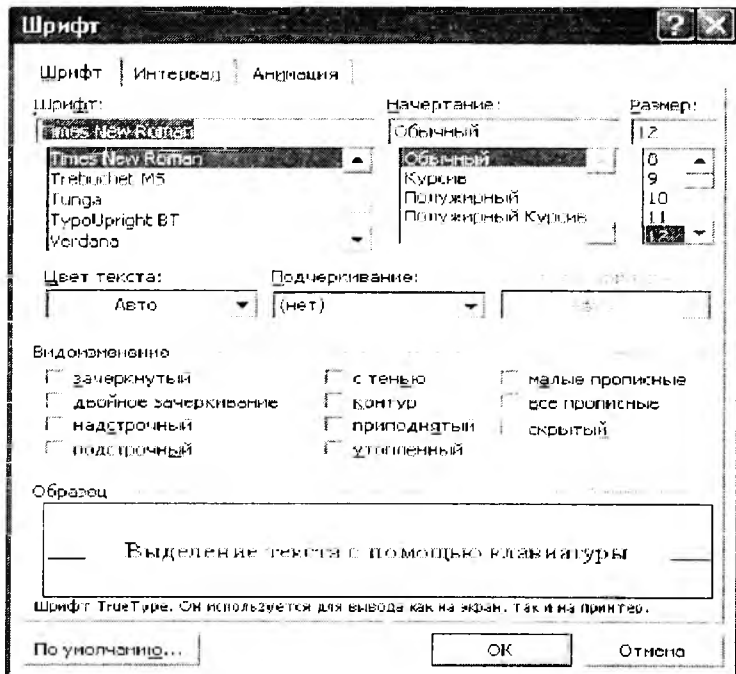 Шрифт
Шрифт Интервал Анимация
Шрифт: Начертание: Размер:
Times New Roman Обычный 12
Times New Roman Обычный 8
Trebuchet MS Курсив 9
Tunga Полужирный 10
TypoUpright BT Полужирный Курсив 11
Verdana 12
Цвет текста: Подчеркивание:
Авто (нет)
Видоизменение
зачеркнутый с тенью малые прописные
двойное зачеркивание контур все прописные
надстрочный приподнятый скрытый
подстрочный утопленный
Образец
Выделение текста с помощью клавиатуры
Шрифт TrueType. Он используется для вывода как на экран, так и на принтер.
По умолчанию... ОК Отмена